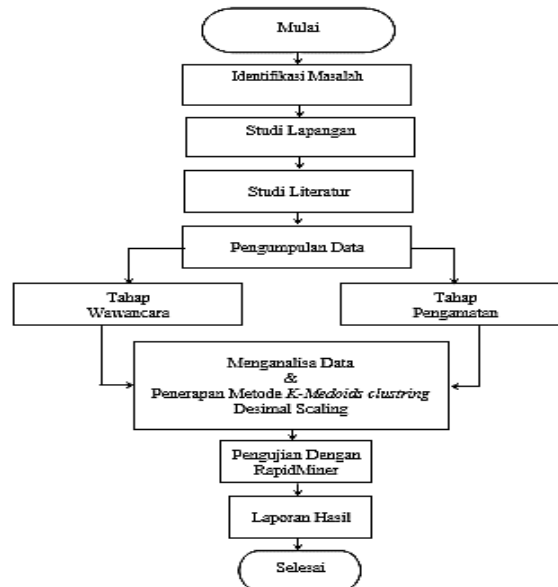 Mulai
Identifikasi Masalah
Studi Lapangan
Studi Literatur
Pengumpulan Data
Tahap
Wawancara
Tahap
Pengamatan
Menganalisa Data
&
Penerapan Metode K-Medoids clustring
Desimal Scaling
Pengujian Dengan
RapidMiner
Laporan Hasil
Selesai